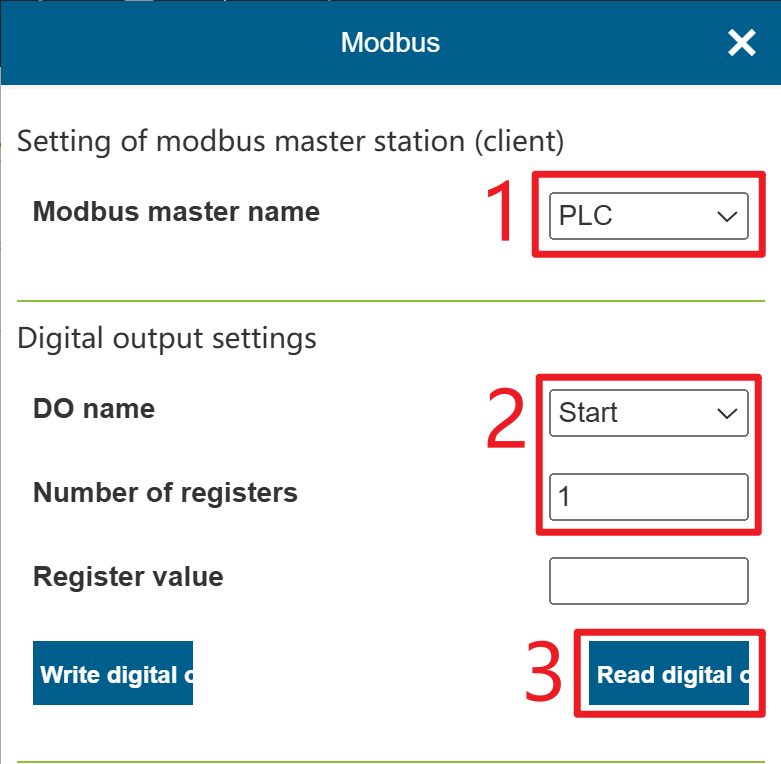 Modbus
Setting of modbus master station (client)
Modbus master name
1
PLC
Digital output settings
DO name
2
Start
Number of registers
1
Register value
Write digital
3
Read digital